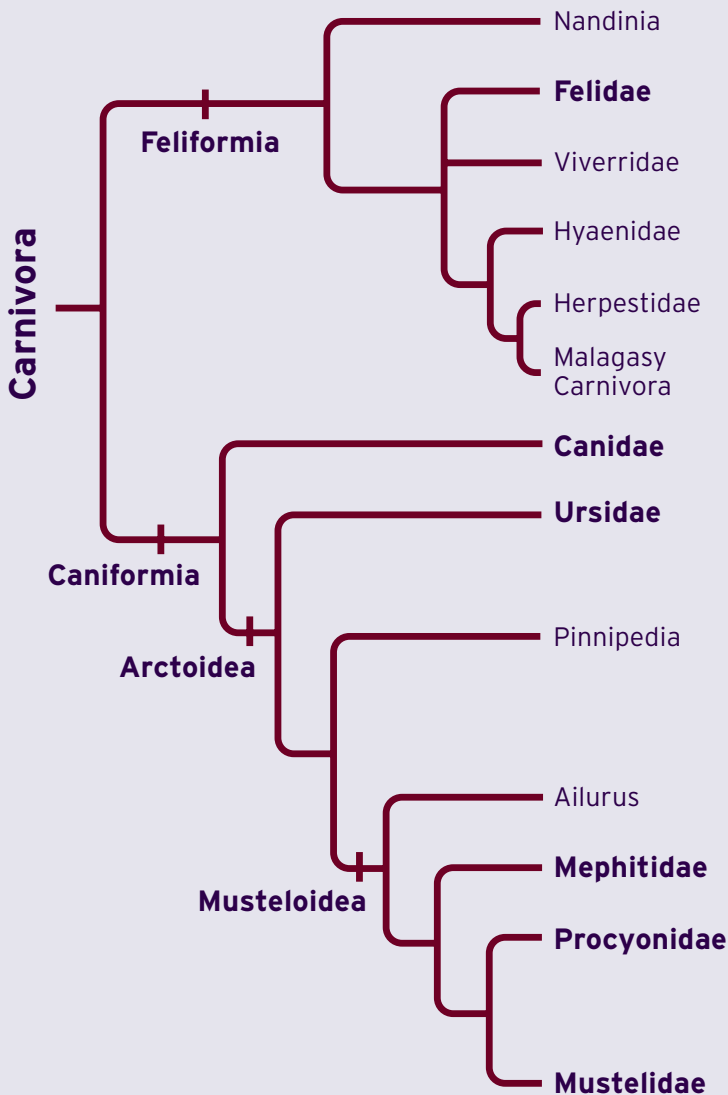 Nandinia
Felidae
Feliformia
Viverridae
Hyaenidae
Carnivora
Herpestidae
Malagasy
Carnivora
Canidae
Ursidae
Caniformia
Pinnipedia
Arctoidea
Ailurus
Mephitidae
Musteloidea
Procyonidae
Mustelidae